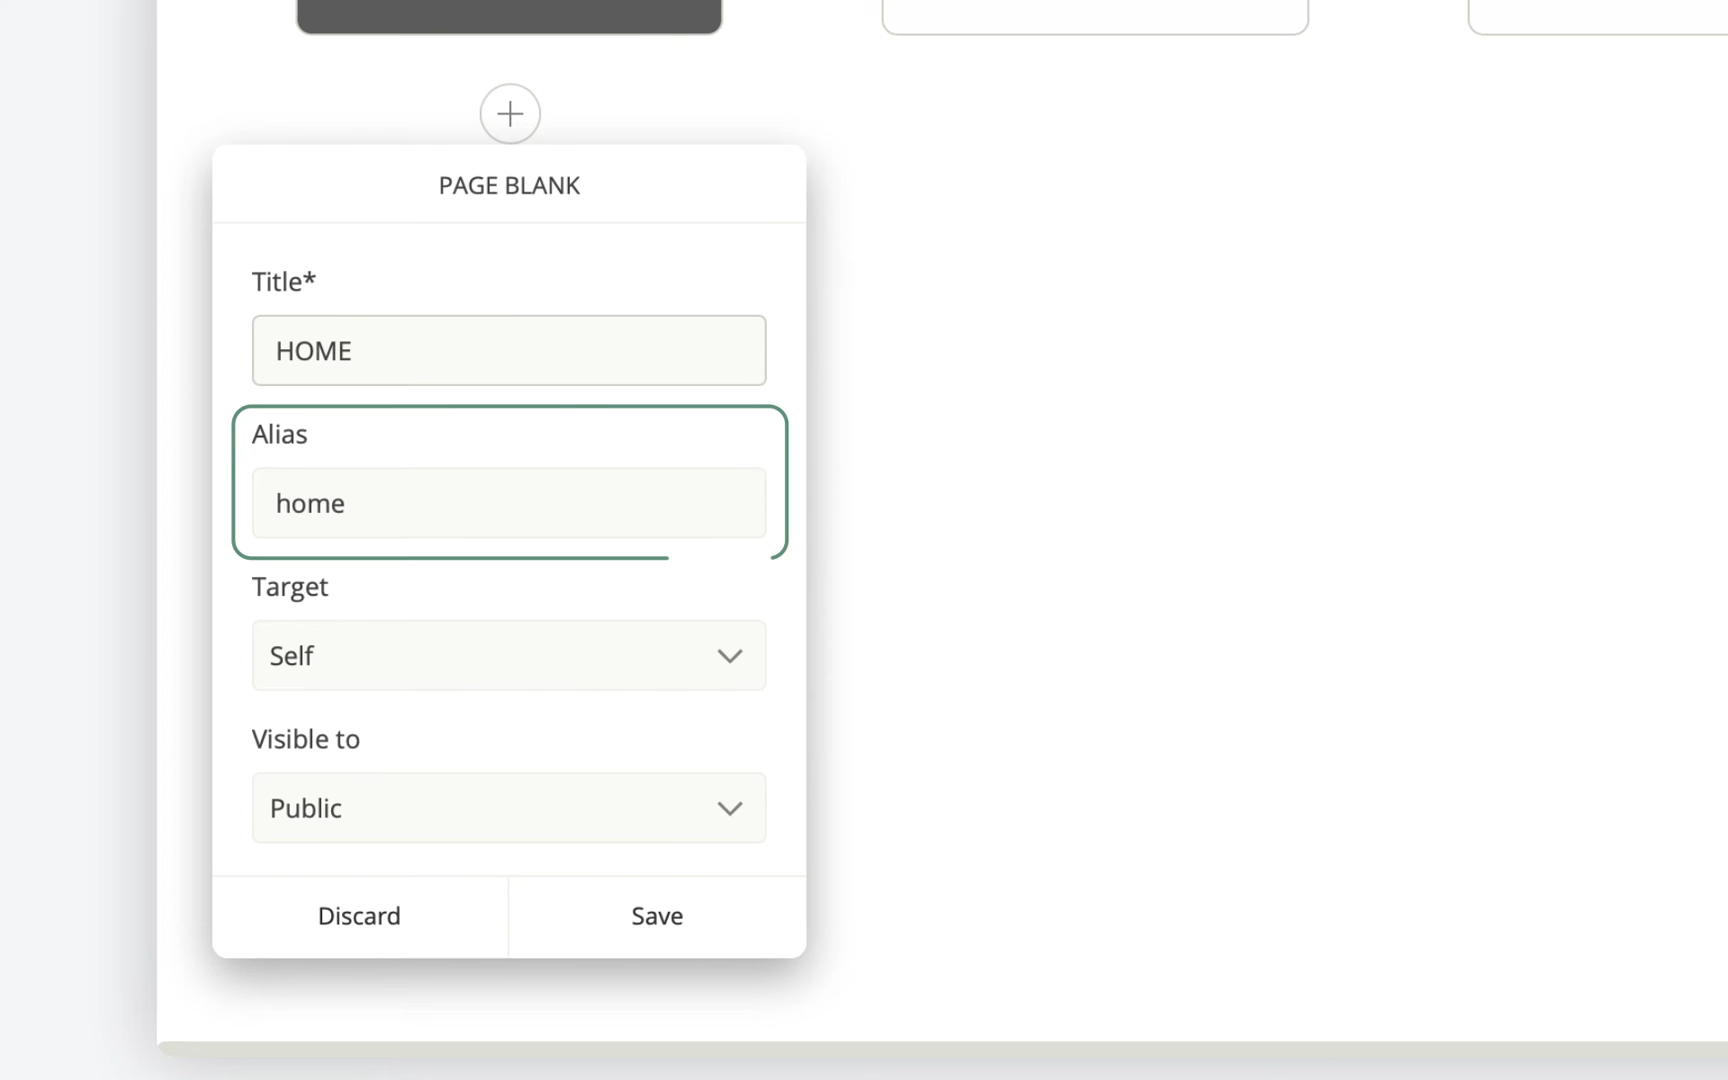 PAGE BLANK
Title*
HOME
Alias
home
Target
Self
Visible to
Public
Discard
Save